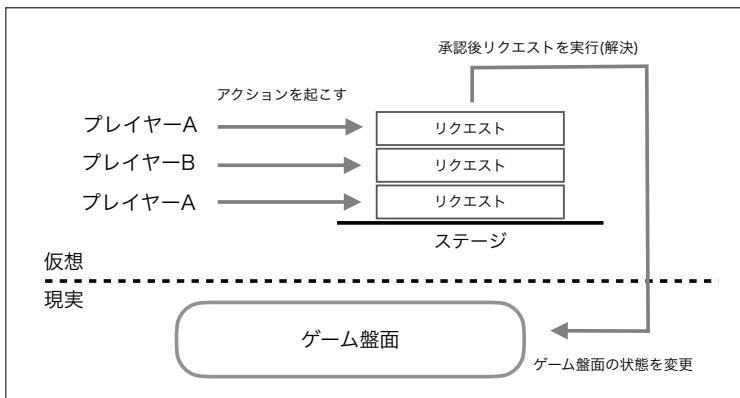 承認後リクエストを実行(解決)
アクションを起こす
プレイヤーA
リクエスト
プレイヤーB
リクエスト
プレイヤーA
リクエスト
ステージ
仮想
現実
ゲーム盤面
ゲーム盤面の状態を変更